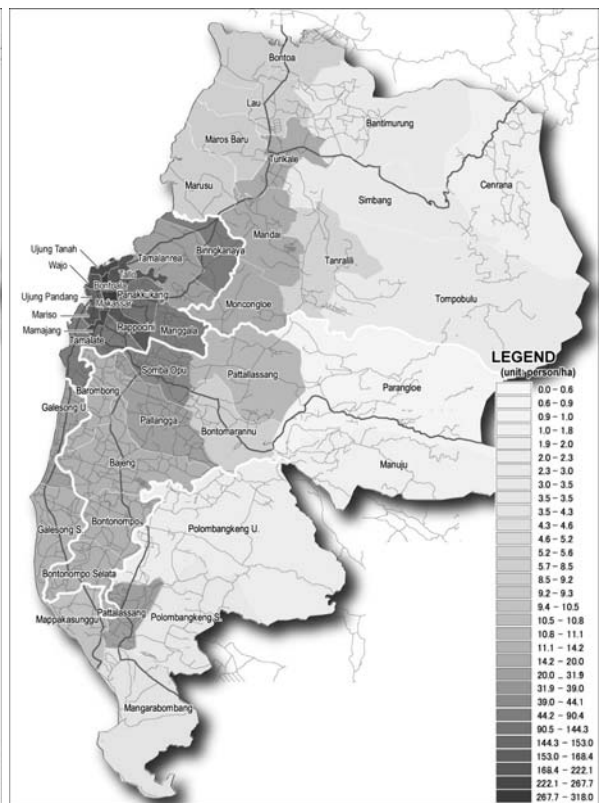 Bontoa
Lau
Bantimurung
Maros Baru
Turikale
Cenrana
Marusu
Simbang
Mandai
Ujung Tanah
Tamalanrea
Biringkanaya
Wajo
Tallo
Tanralili
Bontoala
Ujung Pandang
Panakkukang
Makassar
Moncongloe
Tompobulu
Mariso
Rappocini
Manggala
Mamajang
Tamalate
LEGEND
(unit: person/ha)
Somba Opu
Pattallassang
Barombong
Parangloe
Galesong U.
Pallangga
Bontomarannu
Manuju
Bajeng
Polombangkeng U.
Galesong S.
Bontonompo
Bontonompo Selata
Pattalassang
Mappakasunggu
Polombangkeng S.
Mangarabombang
0.0 - 0.6
0.6 - 0.9
0.9 - 1.0
1.0 - 1.8
1.9 - 2.0
2.0 - 2.3
2.3 - 3.0
3.0 - 3.5
3.5 - 3.5
3.5 - 4.3
4.3 - 4.6
4.6 - 5.2
5.2 - 5.6
5.7 - 8.5
8.5 - 9.2
9.2 - 9.3
9.4 - 10.5
10.5 - 10.8
10.8 - 11.1
11.1 - 14.2
14.2 - 20.0
20.0 - 31.9
31.9 - 39.0
39.0 - 44.1
44.2 - 90.4
90.5 - 144.3
144.3 - 153.0
153.0 - 168.4
168.4 - 222.1
222.1 - 267.7
267.7 - 318.0